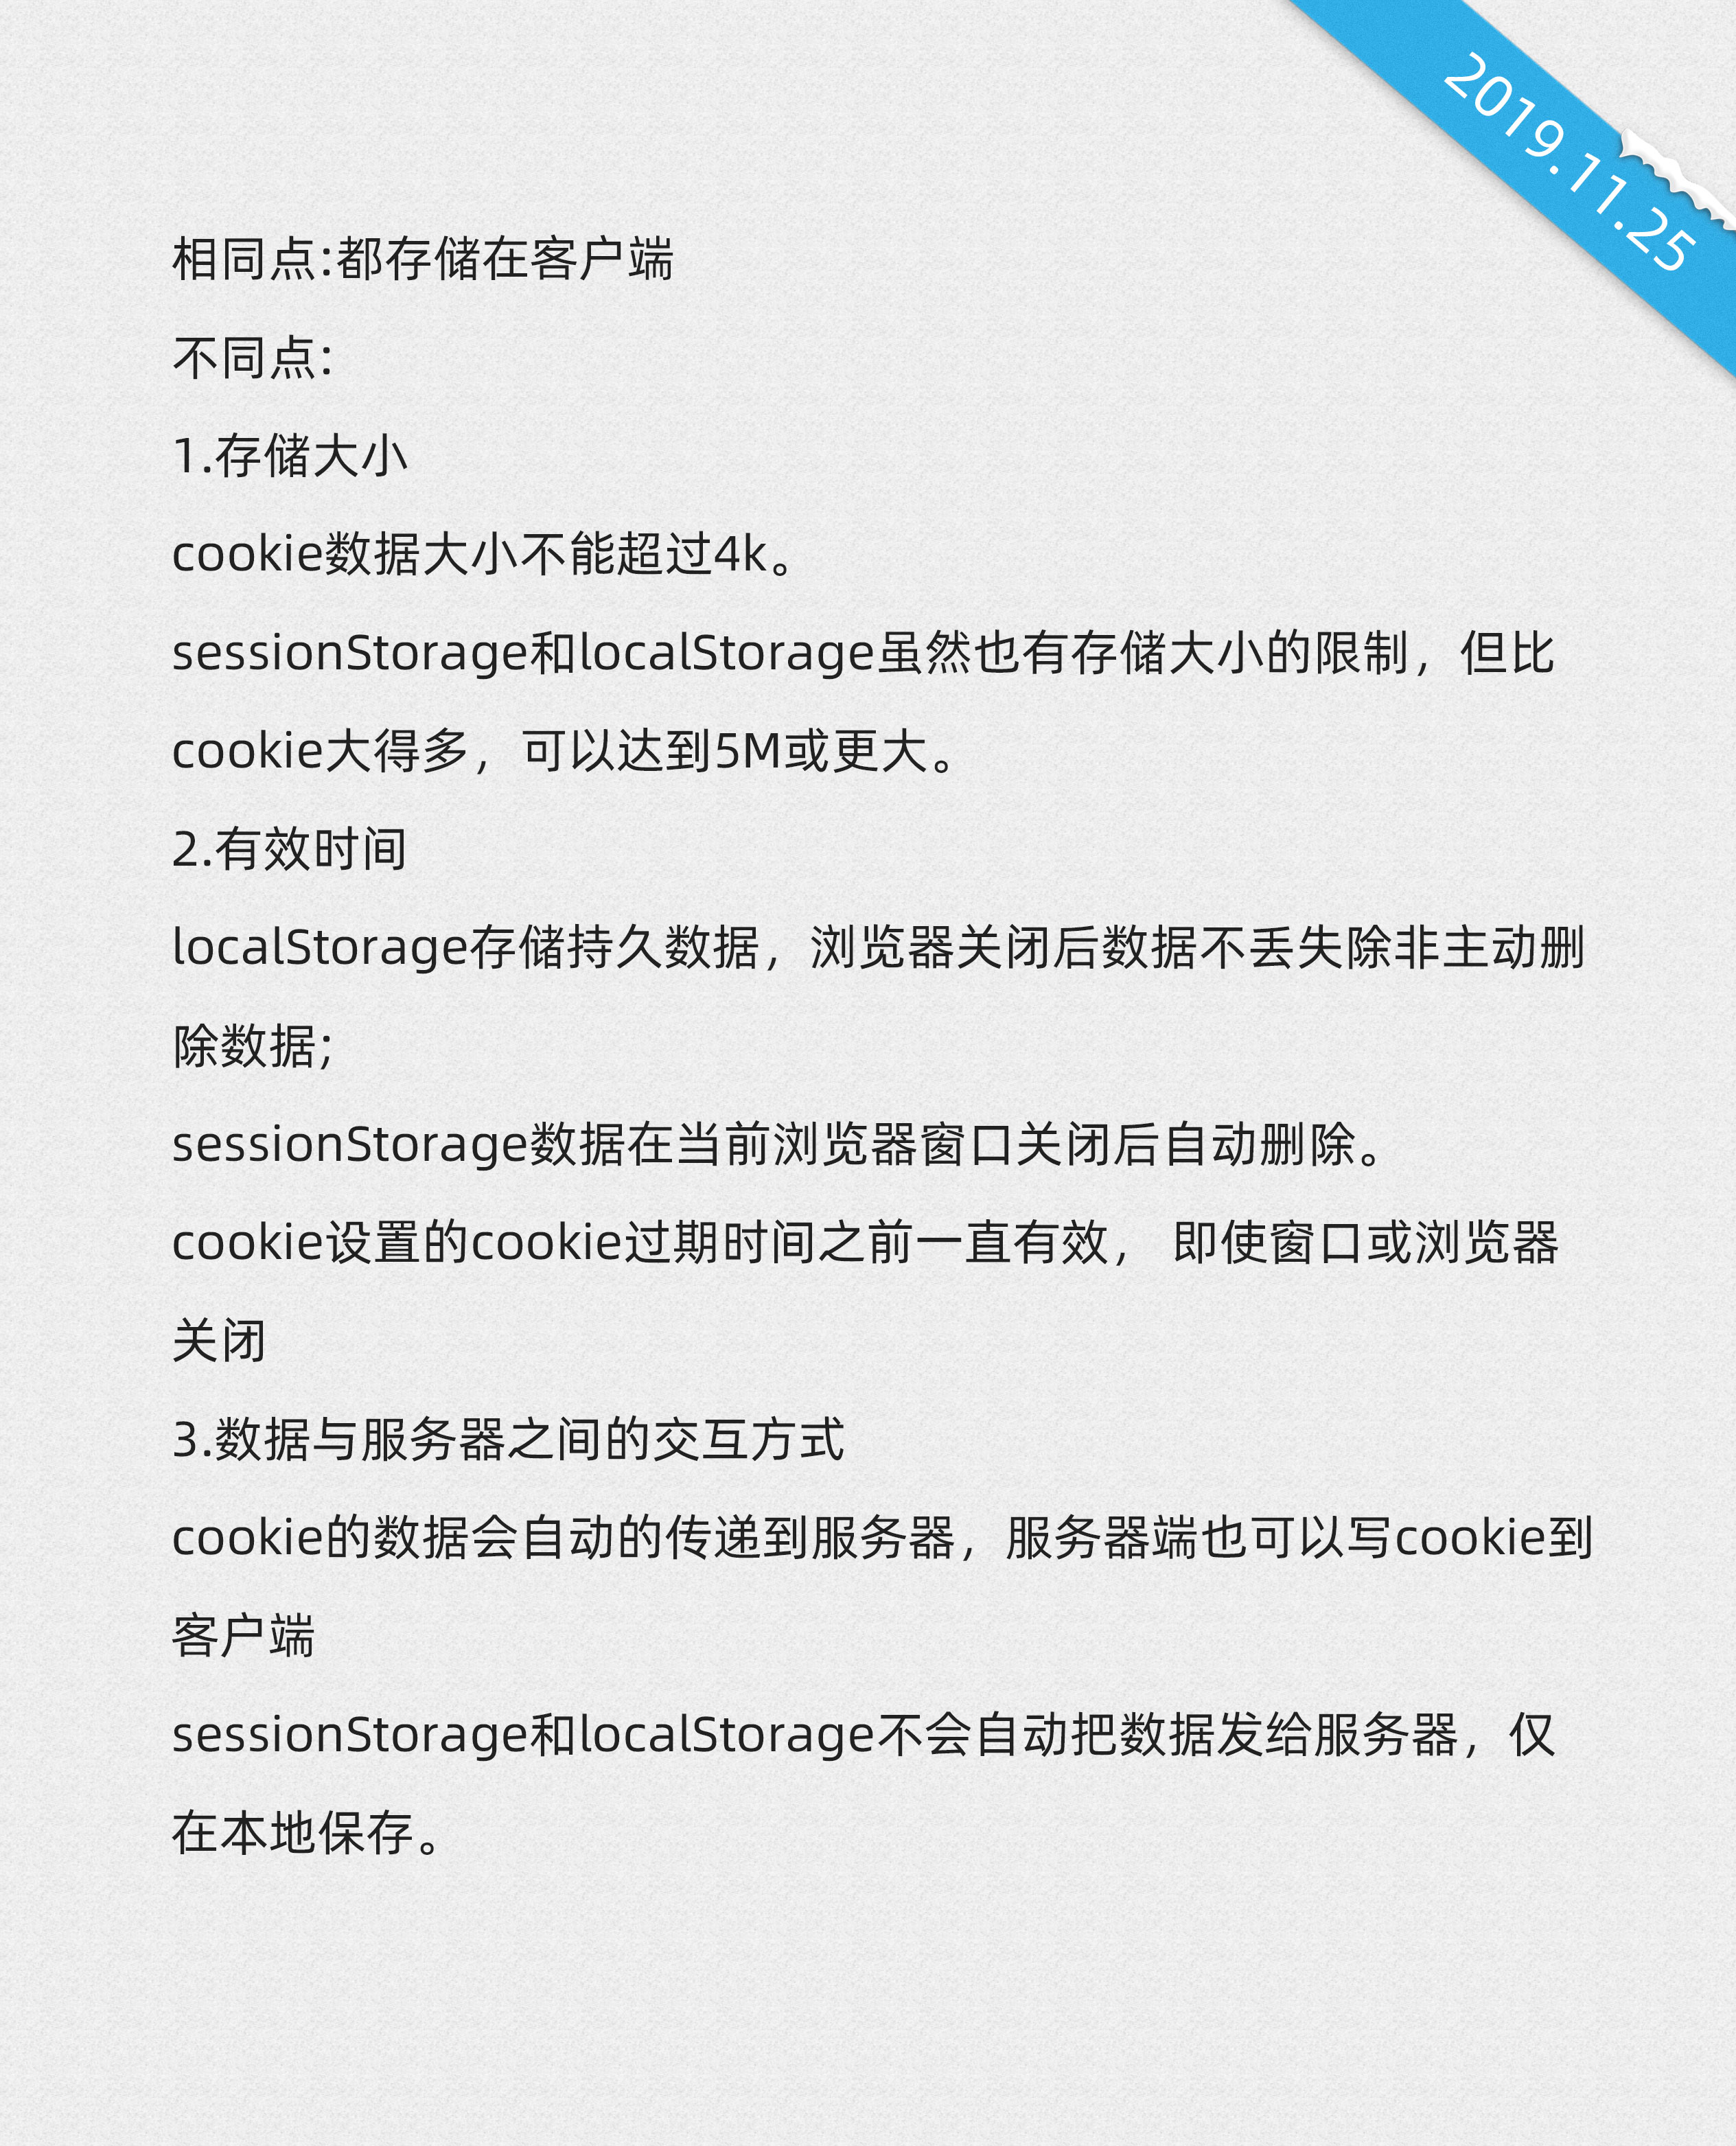 2019.11.25
相同点:都存储在客户端
不同点:
1.存储大小
cookie数据大小不能超过4k。
sessionStorage和localStorage虽然也有存储大小的限制，但比
cookie大得多，可以达到5M或更大。
2.有效时间
localStorage存储持久数据，浏览器关闭后数据不丢失除非主动删
除数据;
sessionStorage数据在当前浏览器窗口关闭后自动删除。
cookie设置的cookie过期时间之前一直有效， 即使窗口或浏览器
关闭
3.数据与服务器之间的交互方式
cookie的数据会自动的传递到服务器，服务器端也可以写cookie到
客户端
sessionStorage和localStorage不会自动把数据发给服务器，仅
在本地保存。